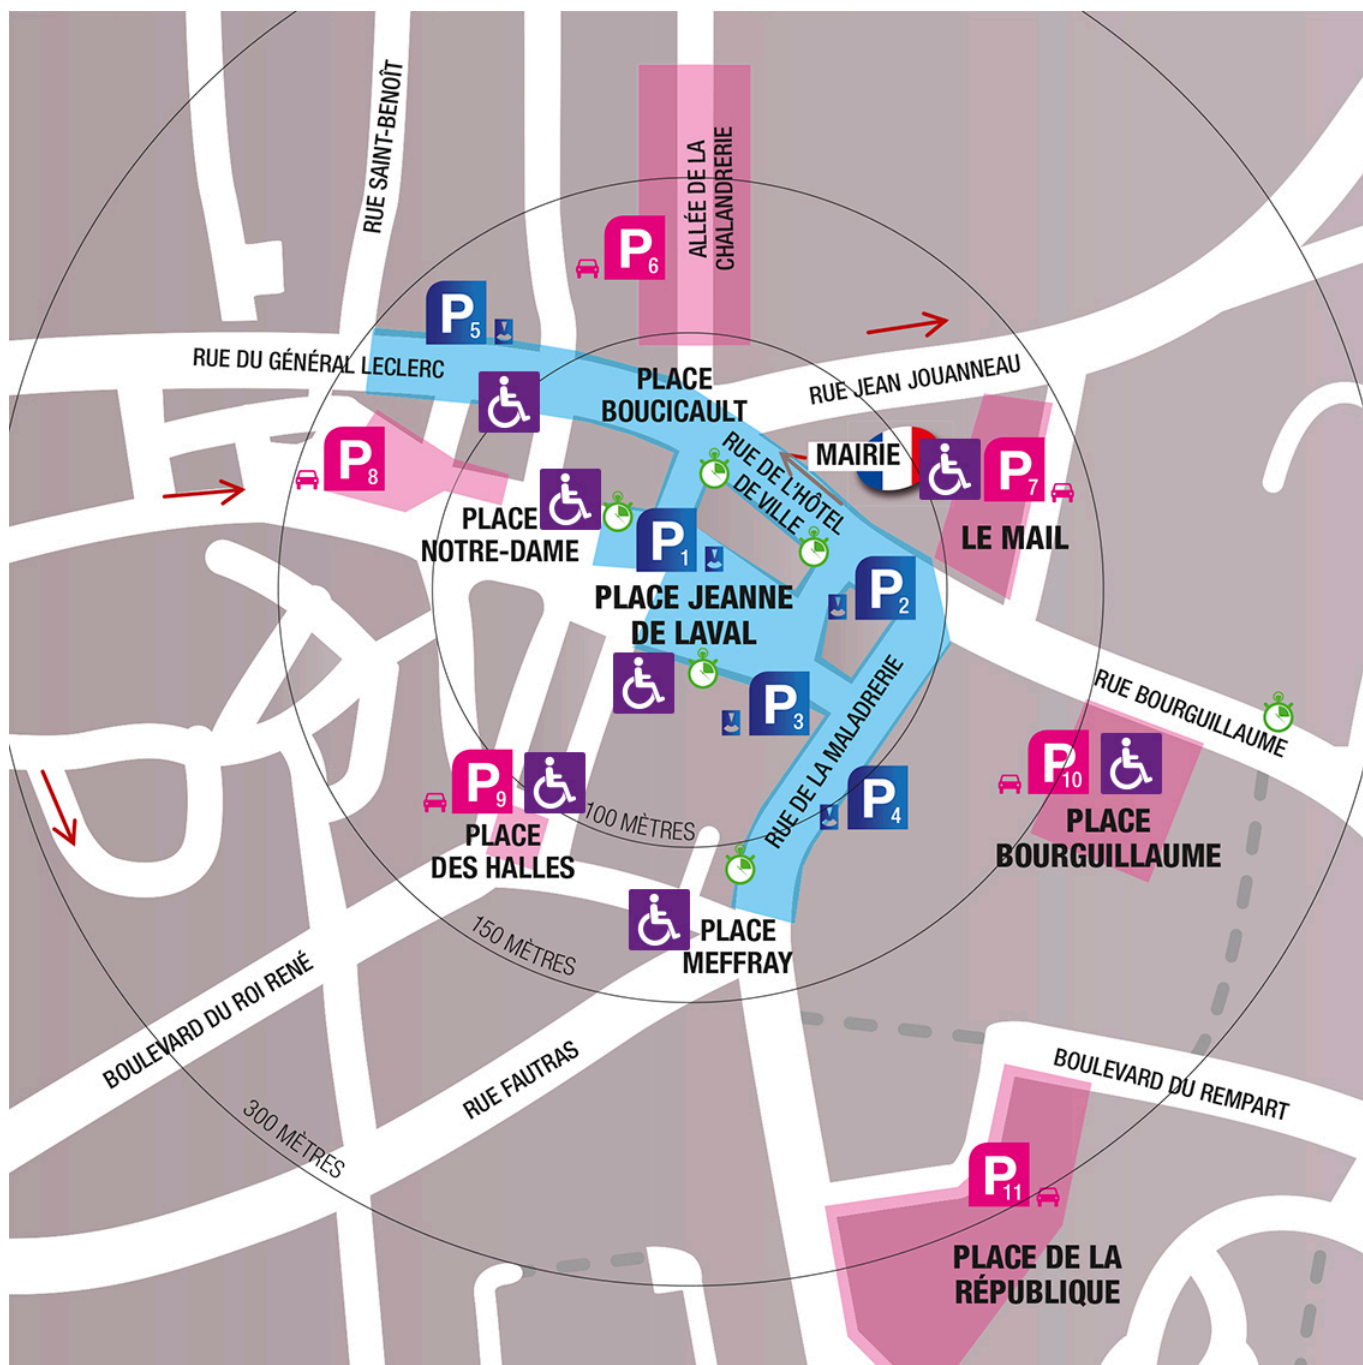 RUE SAINT-BENOÎT
ALLÉE DE LA
CHALANDRERIE
P6
P5
RUE DU GÉNÉRAL LECLERC
PLACE
BOUCICAULT
RUE JEAN JOUANNEAU
P8
RUE DE L'HÔTEL
DE VILLE
MAIRIE
P7
LE MAIL
PLACE
NOTRE-DAME
P1
PLACE JEANNE
DE LAVAL
P2
P3
RUE DE LA MALADRERIE
RUE BOURGUILLAUME
P9
PLACE
DES HALLES
100 MÈTRES
P4
P10
PLACE
BOURGUILLAUME
150 MÈTRES
PLACE
MEFFRAY
BOULEVARD DU ROI RENÉ
RUE FAUTRAS
300 MÈTRES
BOULEVARD DU REMPART
P11
PLACE DE LA
RÉPUBLIQUE